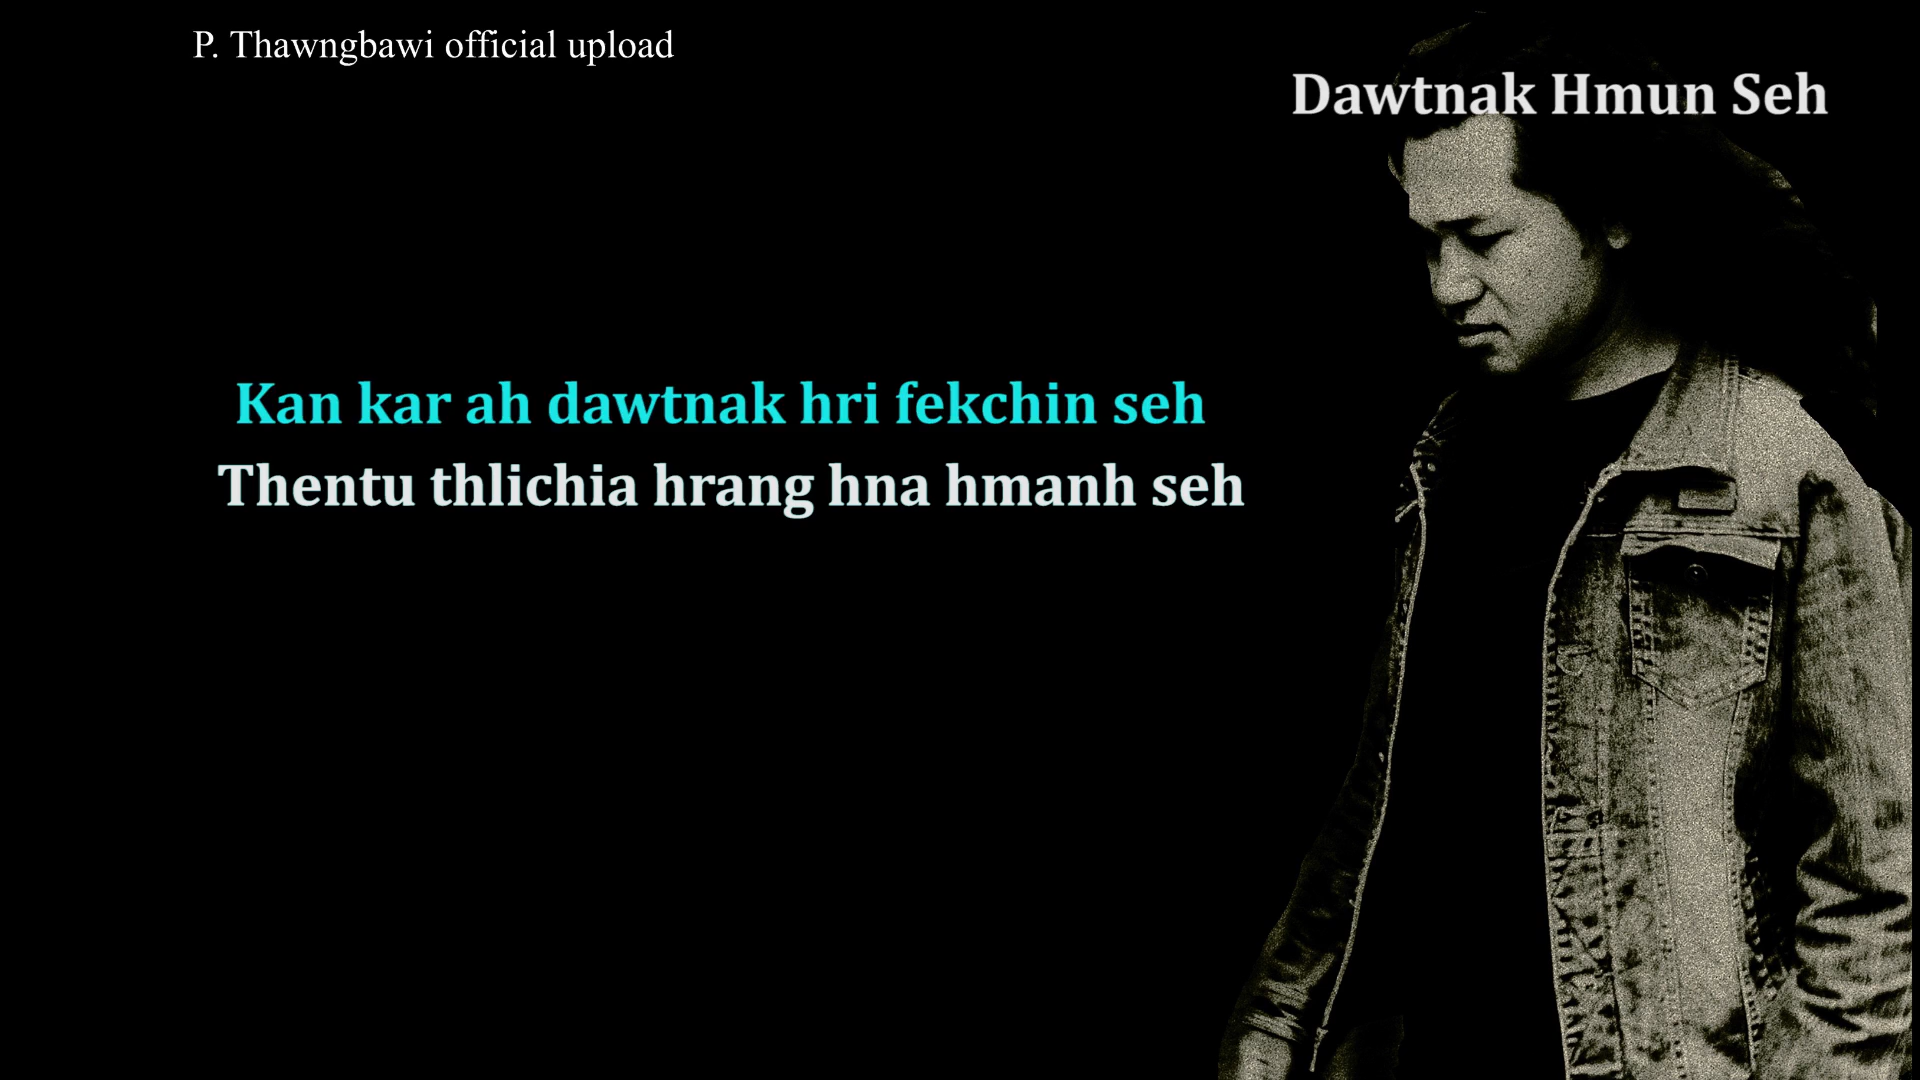 P. Thawngbawi official upload
Dawtnak Hmun Seh
Kan kar ah dawtnak hri fekchin seh
Thentu thlichia hrang hna hmanh seh